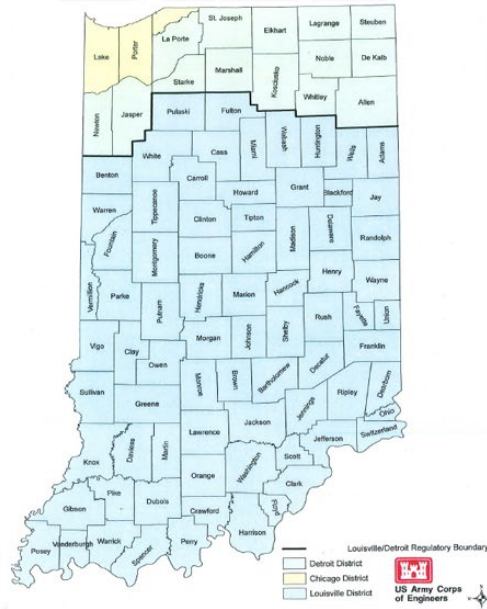 St. Joseph
Lagrange
Steuben
Elkhart
La Porte
Lake
Porter
Noble
De Kalb
Marshall
Kosciusko
Starke
Whitley
Allen
Newton
Jasper
Pulaski
Fulton
Miami
Wabash
Huntington
Wells
Adams
White
Cass
Benton
Carroll
Howard
Grant
Blackford
Jay
Warren
Tippecanoe
Clinton
Tipton
Madison
Delaware
Randolph
Fountain
Montgomery
Boone
Hamilton
Henry
Wayne
Vermillion
Parke
Putnam
Hendricks
Marion
Hancock
Rush
Fayette
Union
Morgan
Johnson
Shelby
Franklin
Vigo
Clay
Owen
Monroe
Brown
Bartholomew
Decatur
Ripley
Dearborn
Sullivan
Greene
Jennings
Ohio
Switzerland
Lawrence
Jackson
Jefferson
Knox
Daviess
Martin
Orange
Washington
Scott
Clark
Floyd
Gibson
Pike
Dubois
Crawford
Harrison
Posey
Vanderburgh
Warrick
Spencer
Perry
Louisville/Detroit Regulatory Boundary
Detroit District
Chicago District
Louisville District
US Army Corps
of Engineers